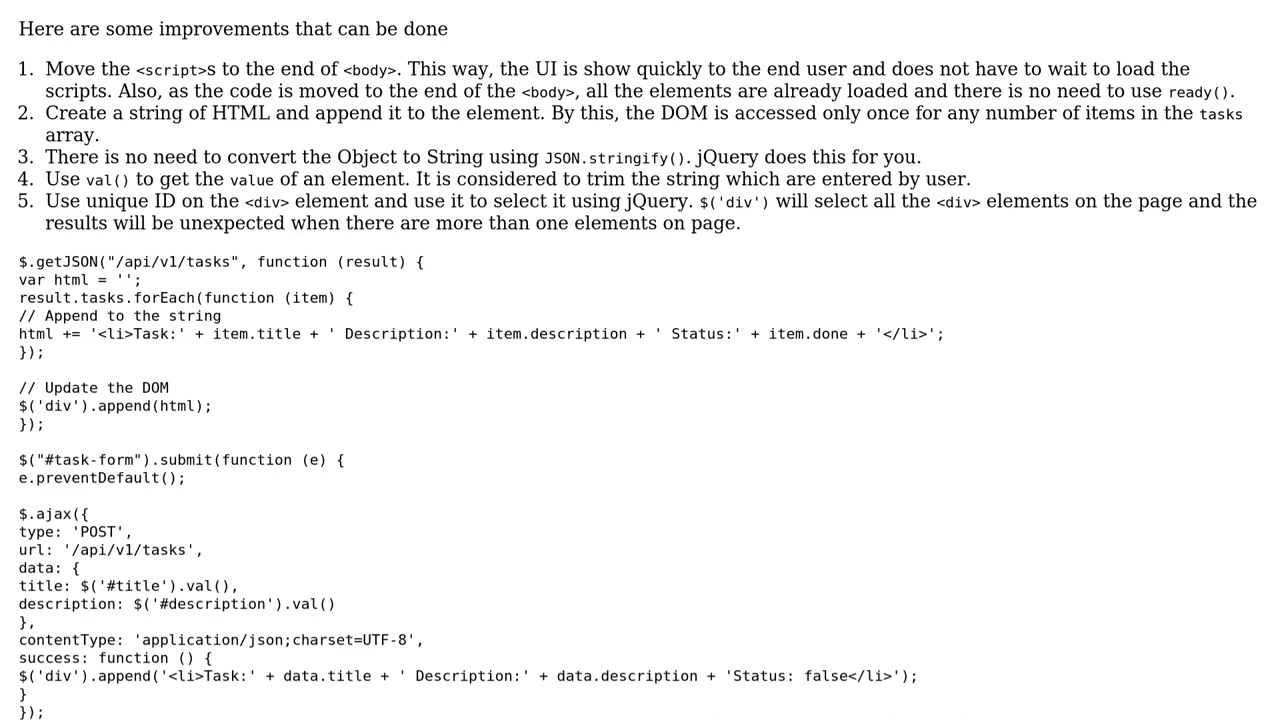 Here are some improvements that can be done
1. Move the <script>s to the end of <body>. This way, the UI is show quickly to the end user and does not have to wait to load the
scripts. Also, as the code is moved to the end of the <body>, all the elements are already loaded and there is no need to use ready().
2. Create a string of HTML and append it to the element. By this, the DOM is accessed only once for any number of items in the tasks
array.
3. There is no need to convert the Object to String using JSON.stringify(). jQuery does this for you.
4. Use val() to get the value of an element. It is considered to trim the string which are entered by user.
5. Use unique ID on the <div> element and use it to select it using jQuery. $('div') will select all the <div> elements on the page and the
results will be unexpected when there are more than one elements on page.
$.getJSON("/api/v1/tasks", function (result) {
var html = '';
result.tasks.forEach(function (item) {
// Append to the string
html += '<li>Task:' + item.title + ' Description:' + item.description + ' Status:' + item.done + '</li>';
});
// Update the DOM
$('div').append(html);
});
$("#task-form").submit(function (e) {
e.preventDefault();
$.ajax({
type: 'POST',
url: '/api/v1/tasks',
data: {
title: $('#title').val(),
description: $('#description').val()
},
contentType: 'application/json;charset=UTF-8',
success: function () {
$('div').append('<li>Task:' + data.title + ' Description:' + data.description + 'Status: false</li>');
}
});